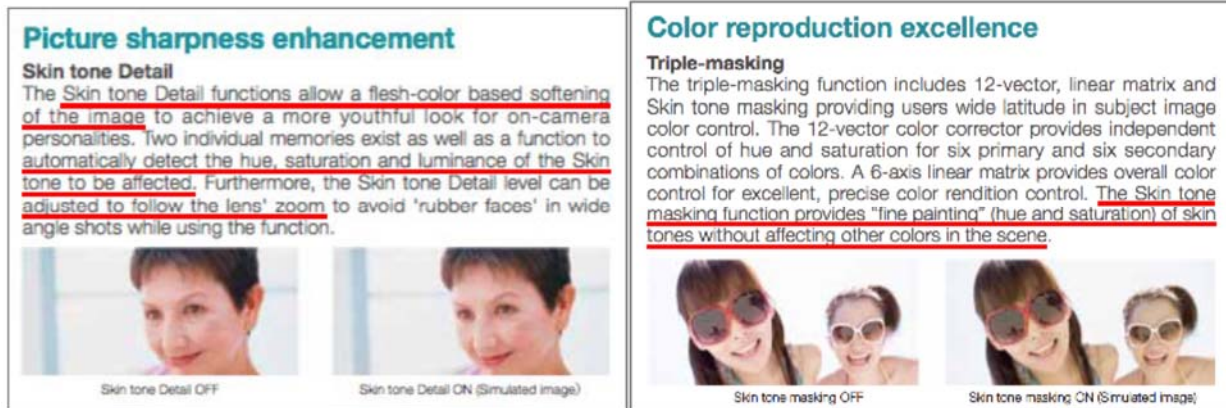 Picture sharpness enhancement
Skin tone Detail
The Skin tone Detail functions allow a flesh-color based softening
of the image to achieve a more youthful look for on-camera
personalities. Two individual memories exist as well as a function to
automatically detect the hue, saturation and luminance of the Skin
tone to be affected. Furthermore, the Skin tone Detail level can be
adjusted to follow the lens' zoom to avoid 'rubber faces' in wide
angle shots while using the function.
Skin tone Detail OFF
Skin tone Detail ON (Simulated image)
Color reproduction excellence
Triple-masking
The triple-masking function includes 12-vector, linear matrix and
Skin tone masking providing users wide latitude in subject image
color control. The 12-vector color corrector provides independent
control of hue and saturation for six primary and six secondary
combinations of colors. A 6-axis linear matrix provides overall color
control for excellent, precise color rendition control. The Skin tone
masking function provides "fine painting" (hue and saturation) of skin
tones without affecting other colors in the scene.
Skin tone masking OFF
Skin tone masking ON (Simulated image)